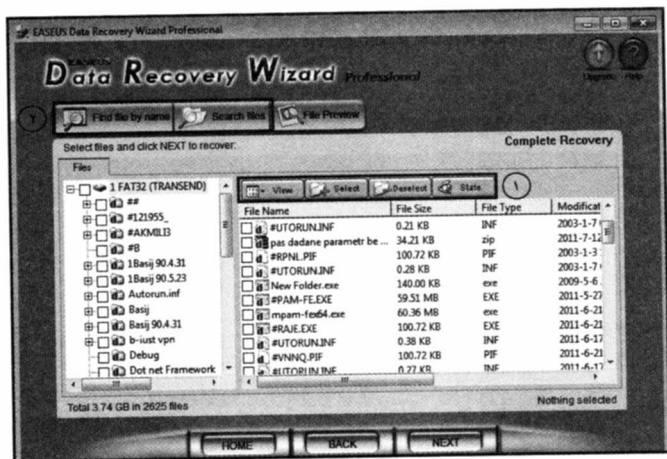 EASEUS Data Recovery Wizard Professional
EASEUS
Data Recovery Wizard Professional
Upgrade Help
۲ Find file by name Search files File Preview
Select files and click NEXT to recover:
Complete Recovery
Files
View Select Deselect State ۱
File Name File Size File Type Modificat
1 FAT32 (TRANSEND)
##
#121955_
#AKMILI3
#B
1Basij 90.4.31
1Basij 90.5.23
Autorun.inf
Basij
Basij 90.4.31
b-iust vpn
Debug
Dot net Framework
#UTORUN.INF 0.21 KB INF 2003-1-7
pas dadane parametr be ... 34.21 KB zip 2011-7-12
#RPNL.PIF 100.72 KB PIF 2003-1-3
#UTORUN.INF 0.28 KB INF 2003-1-7
New Folder.exe 140.00 KB exe 2009-5-6
#PAM-FE.EXE 59.51 MB EXE 2011-5-27
mpam-fex64.exe 60.36 MB exe 2011-6-21
#RAJE.EXE 100.72 KB EXE 2011-6-21
#UTORUN.INF 0.38 KB INF 2011-6-17
#VNNQ.PIF 100.72 KB PIF 2011-6-21
#UTORUN.INF 0.27 KB INF 2011-6-17
Total 3.74 GB in 2625 files
Nothing selected
HOME BACK NEXT